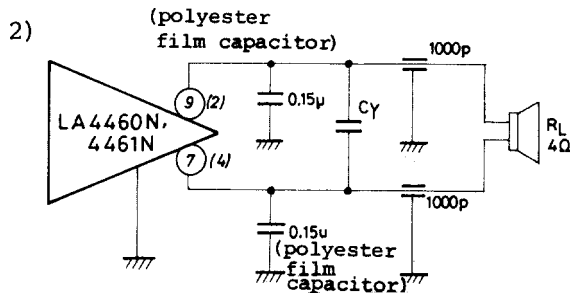 2)
(polyester
film capacitor)
1000p
9 (2)
0.15μ
CY
LA4460N,
4461N
RL
4Ω
7 (4)
1000p
0.15u
(polyester
film
capacitor)